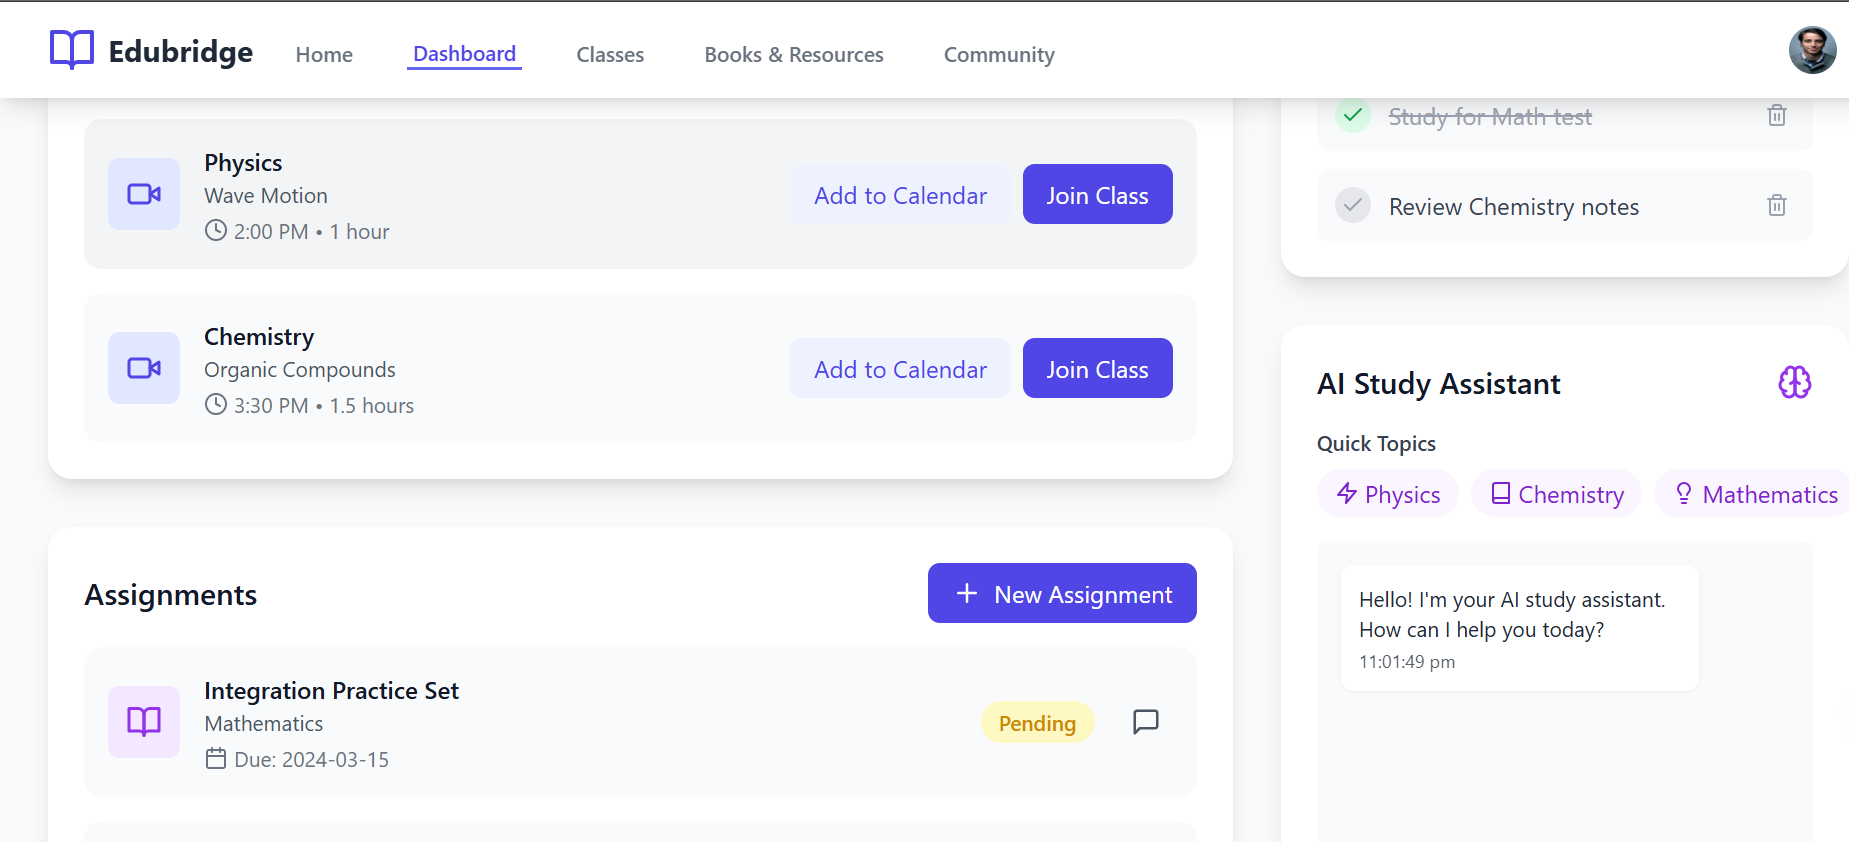 Edubridge
Home
Dashboard
Classes
Books & Resources
Community
Physics
Wave Motion
2:00 PM • 1 hour
Add to Calendar
Join Class
Chemistry
Organic Compounds
3:30 PM • 1.5 hours
Add to Calendar
Join Class
Assignments
New Assignment
Integration Practice Set
Mathematics
Due: 2024-03-15
Pending
Study for Math test
Review Chemistry notes
AI Study Assistant
Quick Topics
Physics
Chemistry
Mathematics
Hello! I'm your AI study assistant.
How can I help you today?
11:01:49 pm